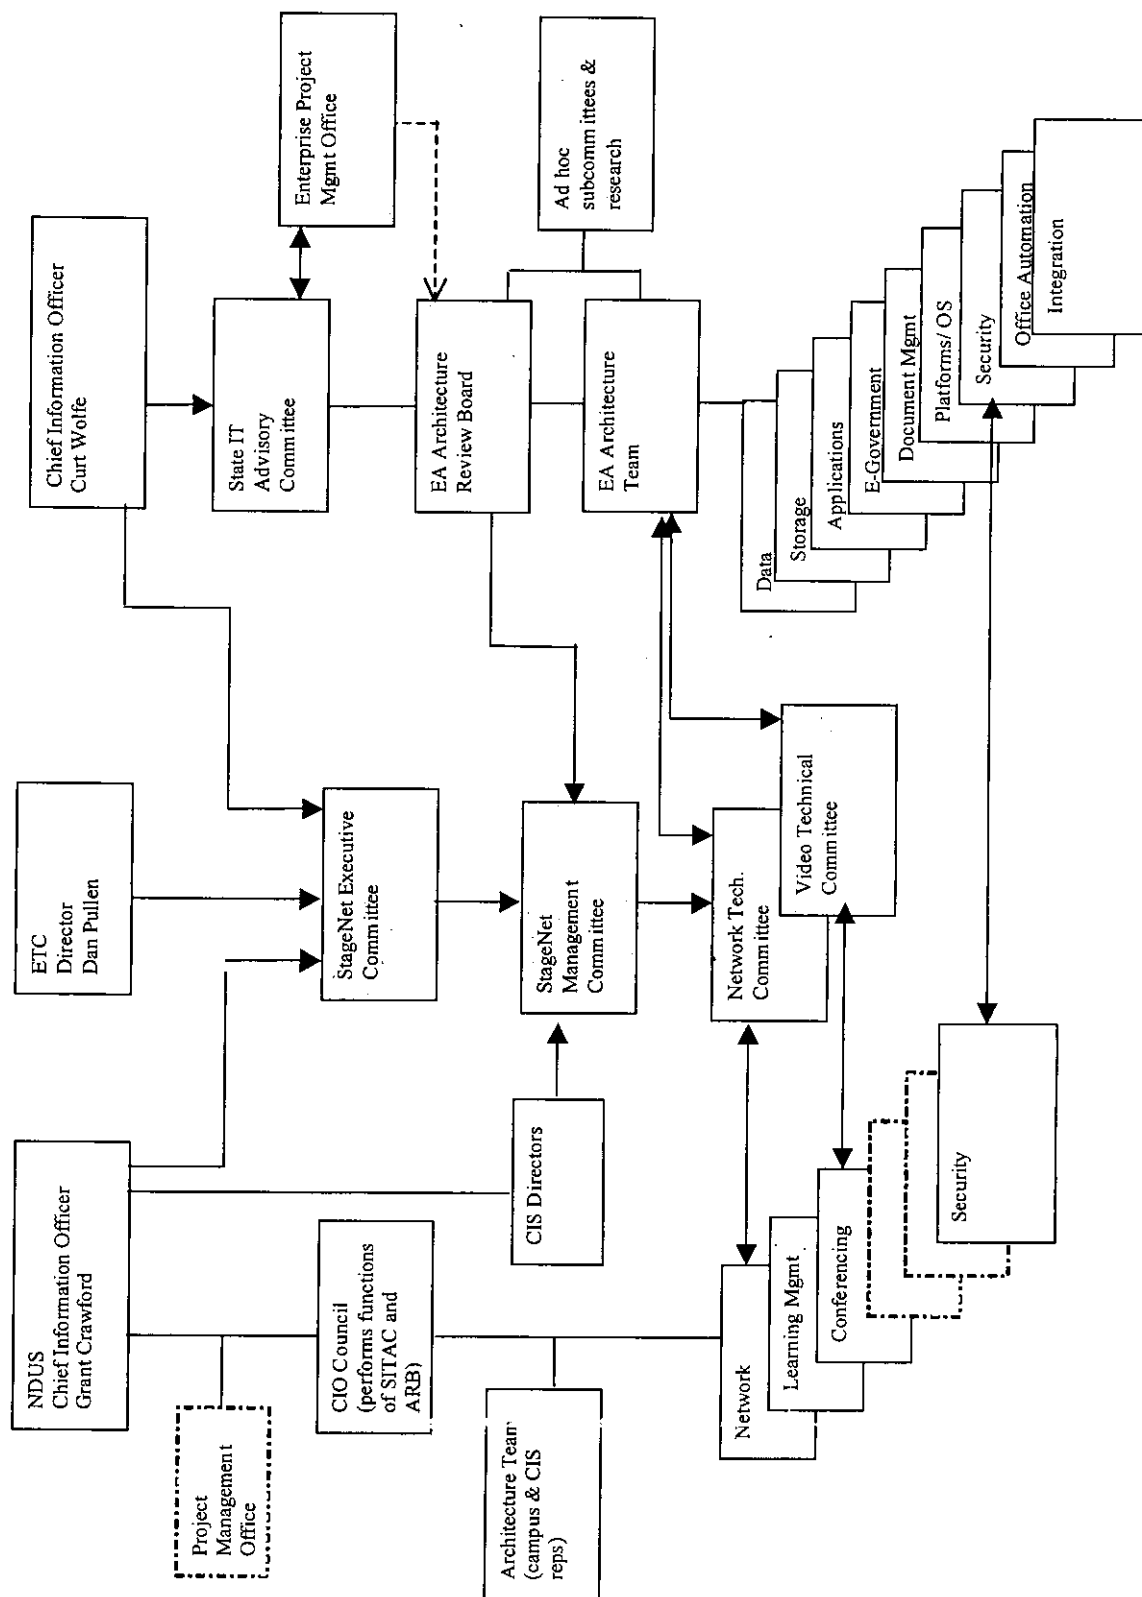 NDUS
Chief Information Officer
Grant Crawford
ETC
Director
Dan Pullen
Chief Information Officer
Curt Wolfe
Project
Management
Office
CIO Council
(performs functions
of SITAC and
ARB)
StageNet Executive
Committee
State IT
Advisory
Committee
Enterprise Project
Mgmt Office
Architecture Team
(campus & CIS
reps)
CIS Directors
StageNet
Management
Committee
EA Architecture
Review Board
Ad hoc
subcommittees &
research
EA Architecture
Team
Network
Learning Mgmt
Conferencing
Security
Network Tech.
Committee
Video Technical
Committee
Data
Storage
Applications
E-Government
Document Mgmt
Platforms/ OS
Security
Office Automation
Integration